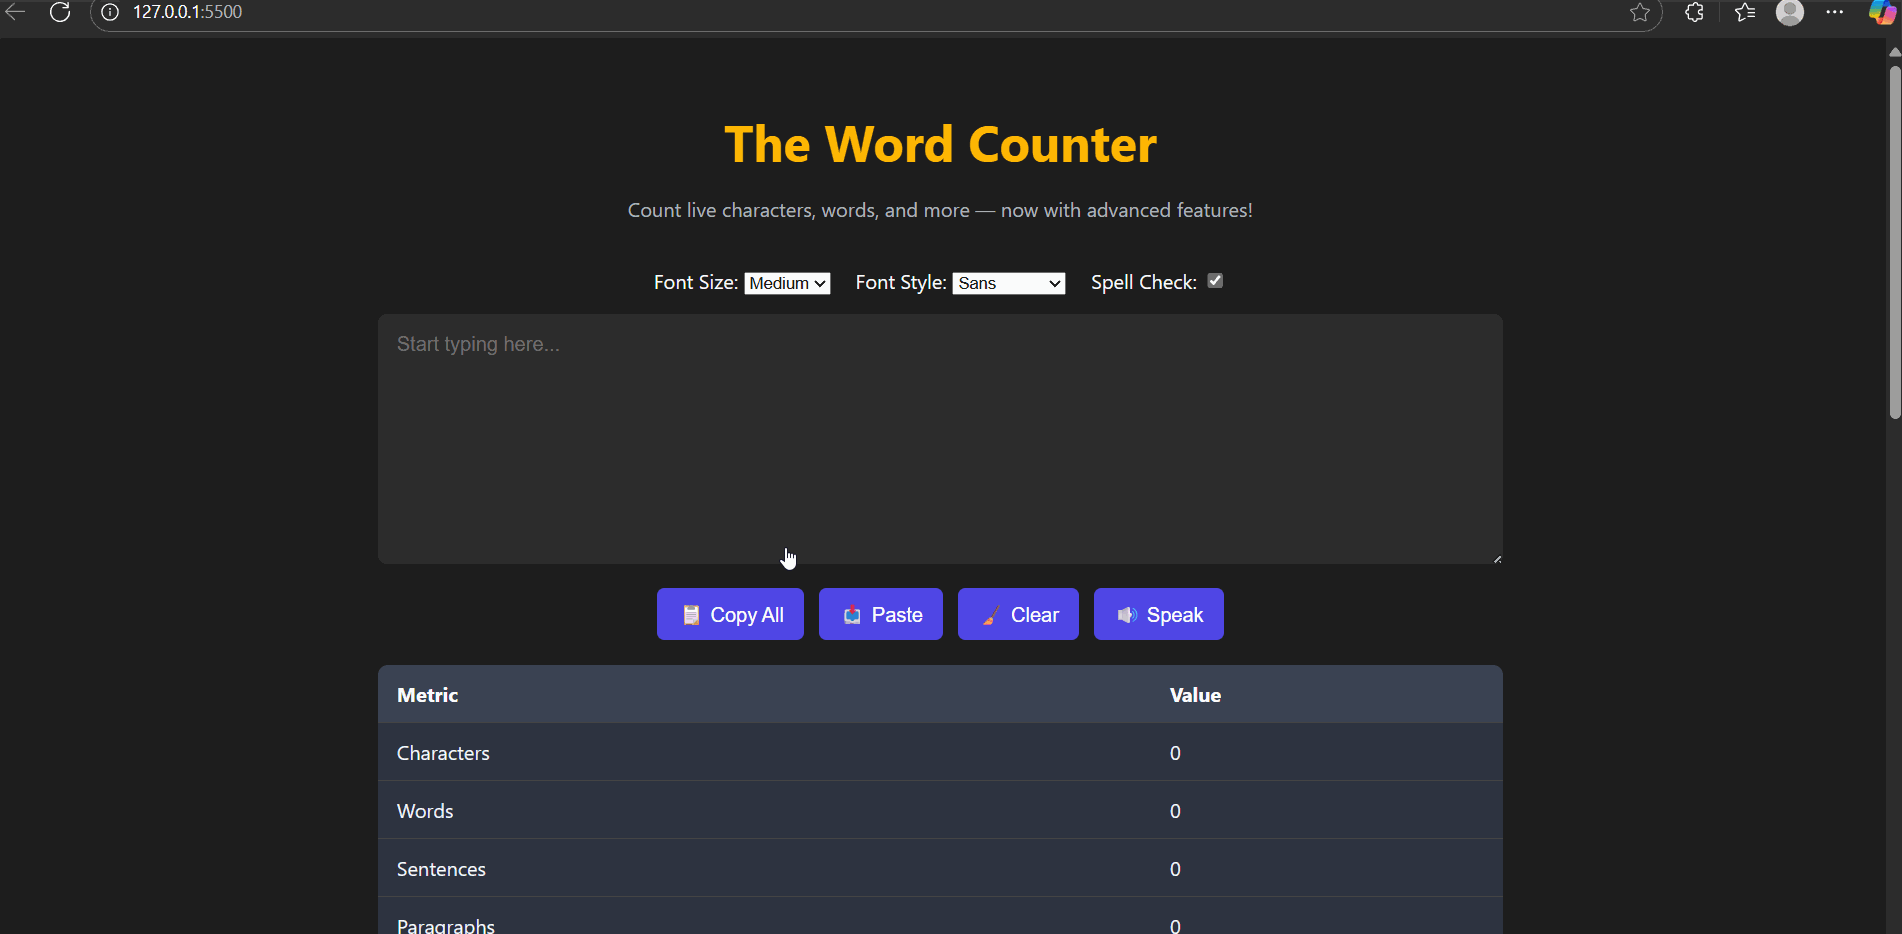 127.0.0.1:5500
The Word Counter
Count live characters, words, and more — now with advanced features!
Font Size: Medium Font Style: Sans Spell Check:
Start typing here...
Copy All Paste Clear Speak
Metric Value
Characters 0
Words 0
Sentences 0
Paragraphs 0